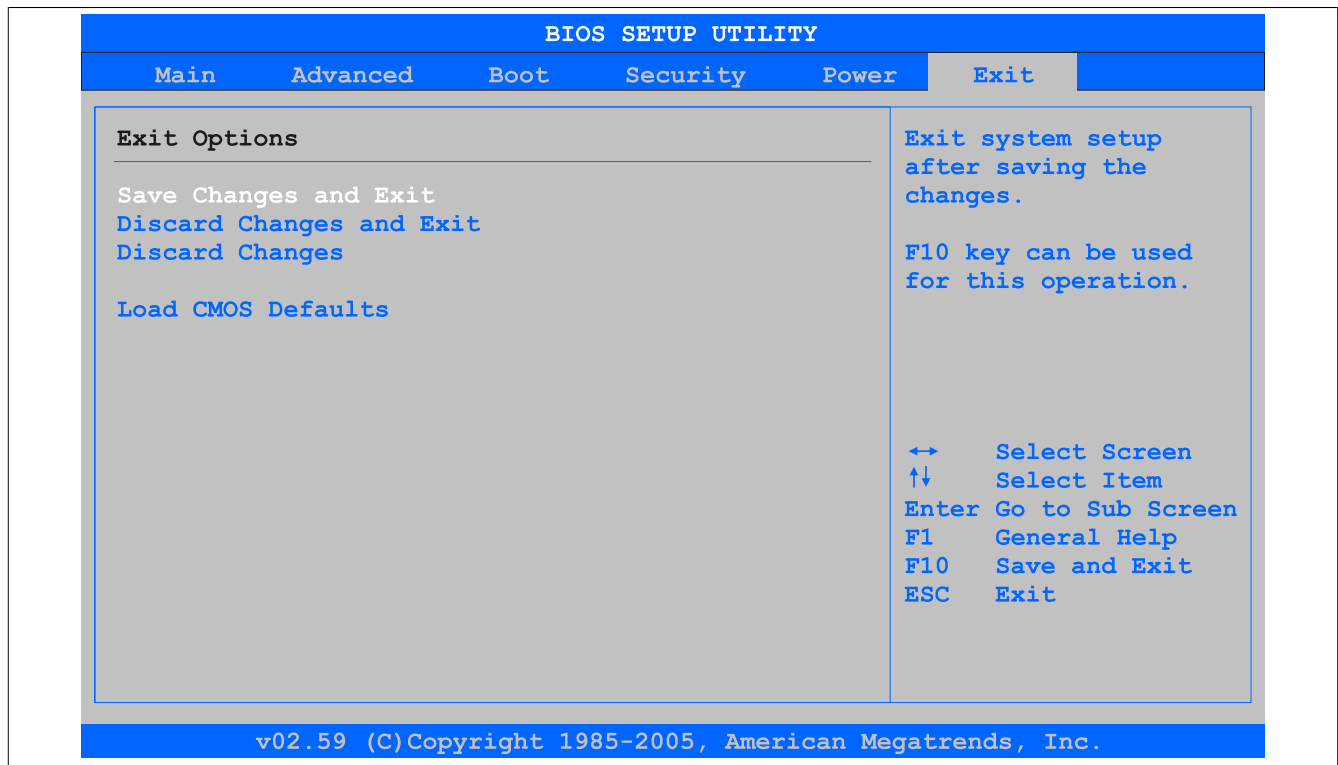 BIOS SETUP UTILITY
Main Advanced Boot Security Power Exit
Exit Options
Save Changes and Exit
Discard Changes and Exit
Discard Changes
Load CMOS Defaults
Exit system setup
after saving the
changes.
F10 key can be used
for this operation.
←→ Select Screen
↑↓ Select Item
Enter Go to Sub Screen
F1 General Help
F10 Save and Exit
ESC Exit
v02.59 (C)Copyright 1985-2005, American Megatrends, Inc.